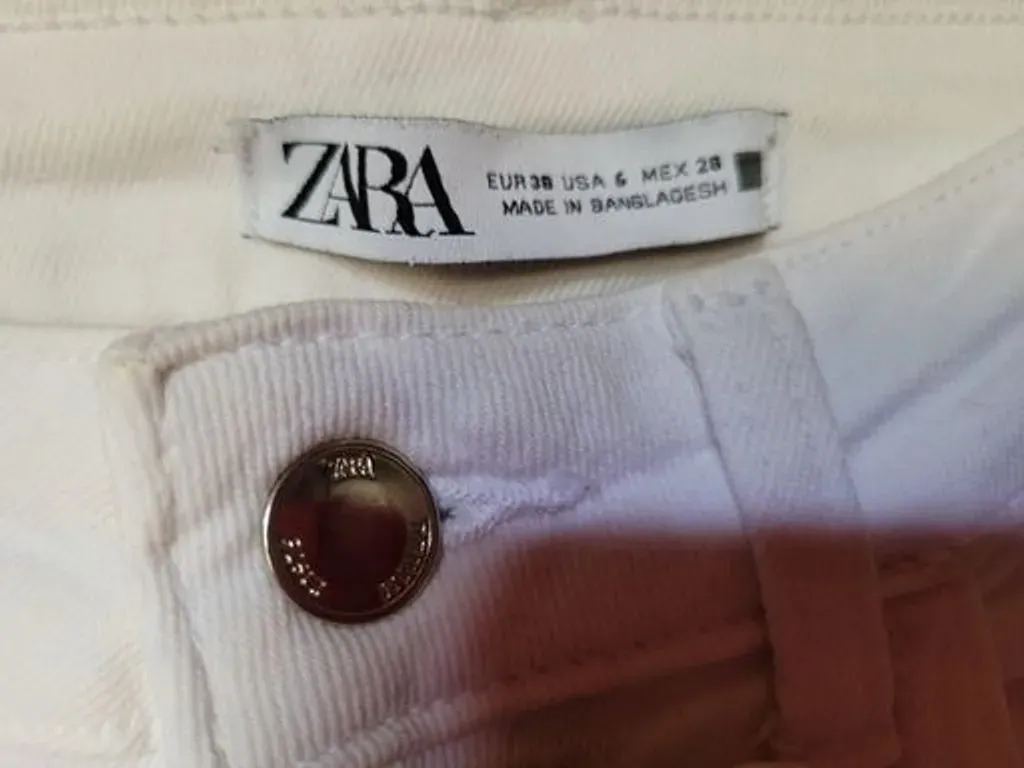 ZARA
EUR 38 USA 6 MEX 28
MADE IN BANGLADESH
ZARA